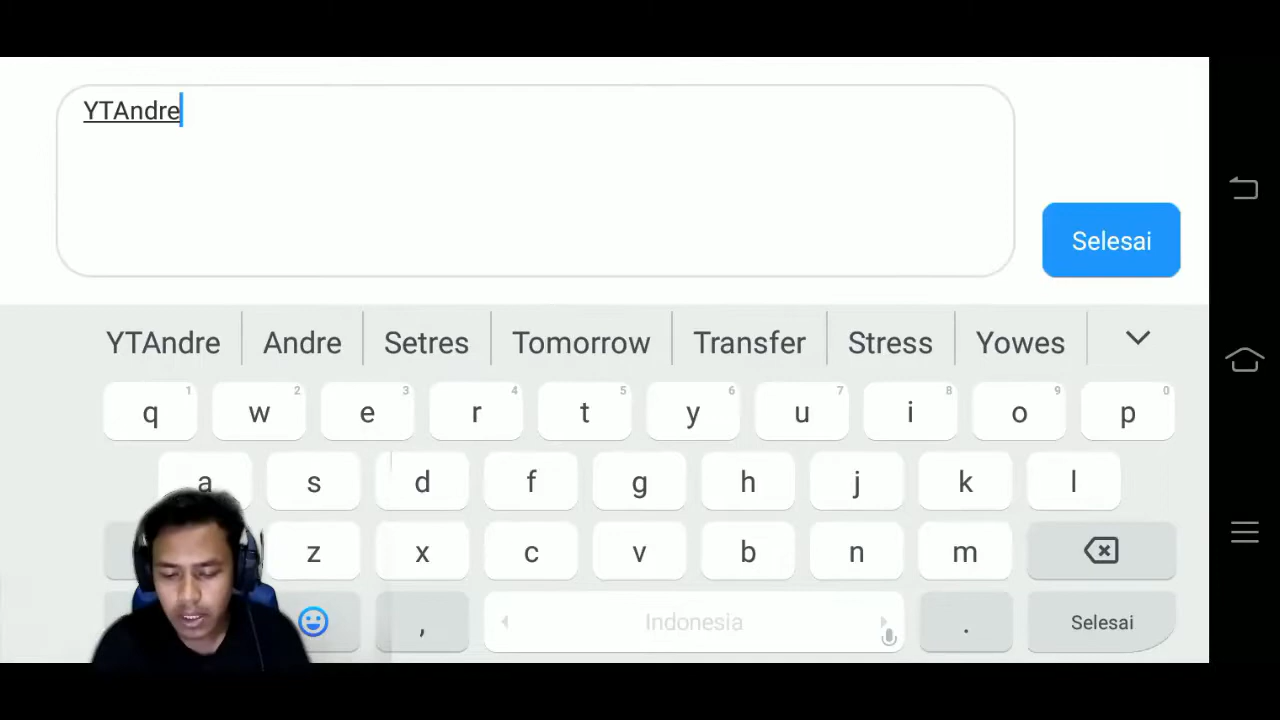 YTAndre
Selesai
YTAndre Andre Setres Tomorrow Transfer Stress Yowes
1 2 3 4 5 6 7 8 9 0
q w e r t y u i o p
a s d f g h j k l
z x c v b n m
, Indonesia . Selesai